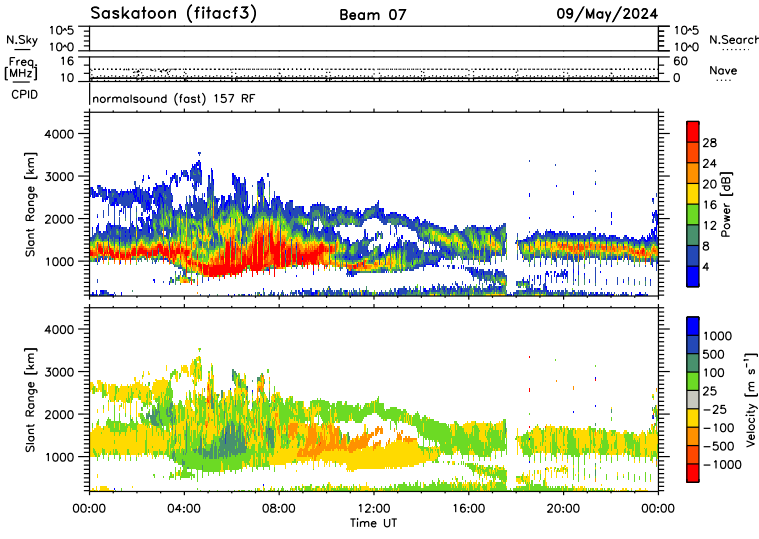 Saskatoon (fitacf3) Beam 07 09/May/2024
N.Sky 10^5 10^0 10^5 10^0 N.Search
Freq. [MHz] 16 10 60 0 Nave
CPID normalsound (fast) 157 RF
Slant Range [km] 4000 3000 2000 1000
28 24 20 16 12 8 4 Power [dB]
Slant Range [km] 4000 3000 2000 1000
1000 500 100 25 -25 -100 -500 -1000 Velocity [m s⁻¹]
00:00 04:00 08:00 12:00 16:00 20:00 00:00
Time UT